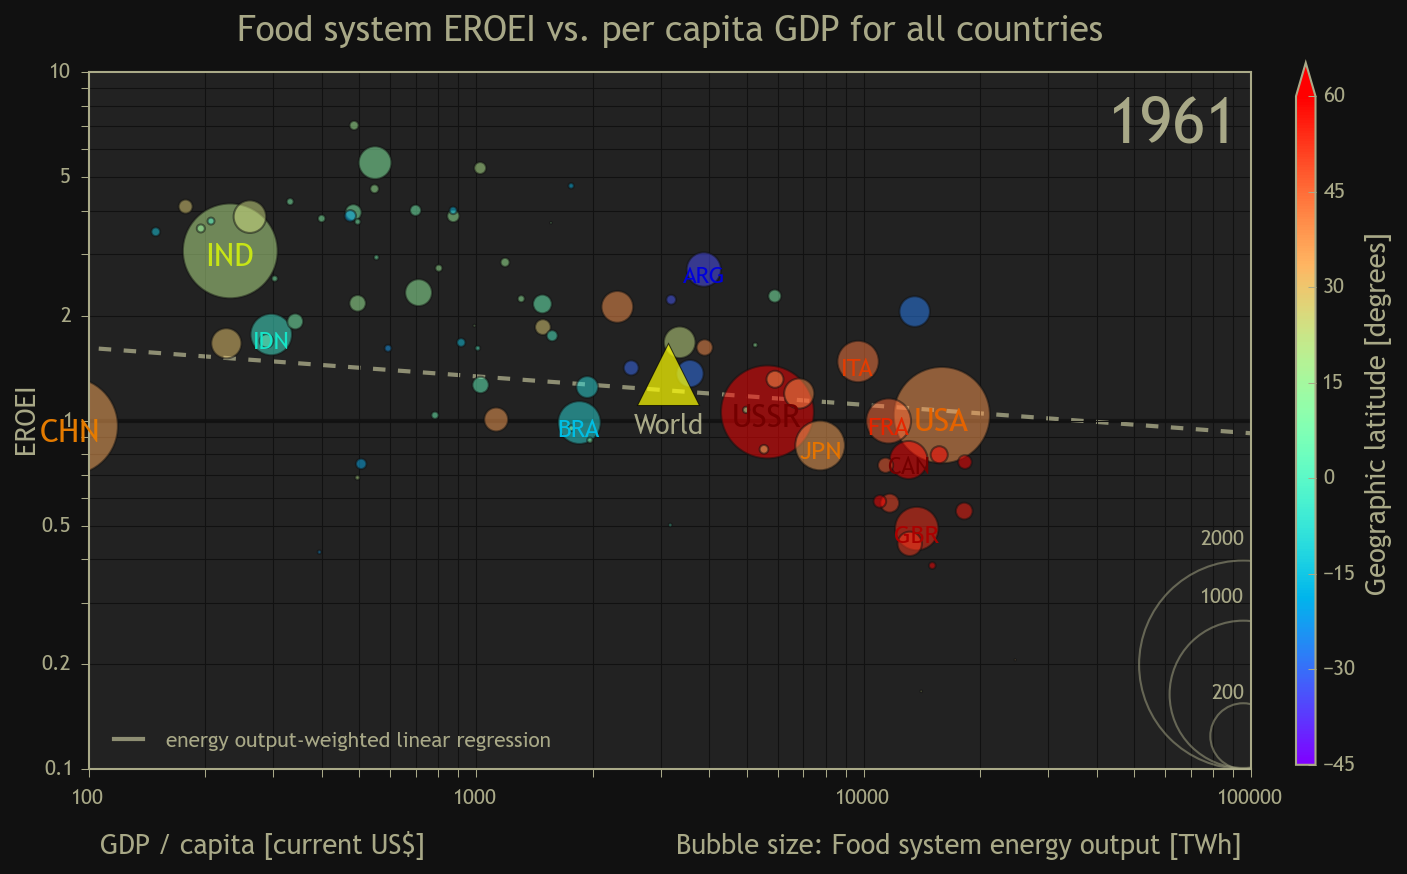 Food system EROEI vs. per capita GDP for all countries
1961
10
5
2
1
0.5
0.2
0.1
EROEI
IND
IDN
CHN
ARG
World
BRA
USSR
JPN
ITA
FRA
USA
CAN
GBR
2000
1000
200
energy output-weighted linear regression
100
1000
10000
100000
GDP / capita [current US$]
Bubble size: Food system energy output [TWh]
60
45
30
15
0
−15
−30
−45
Geographic latitude [degrees]